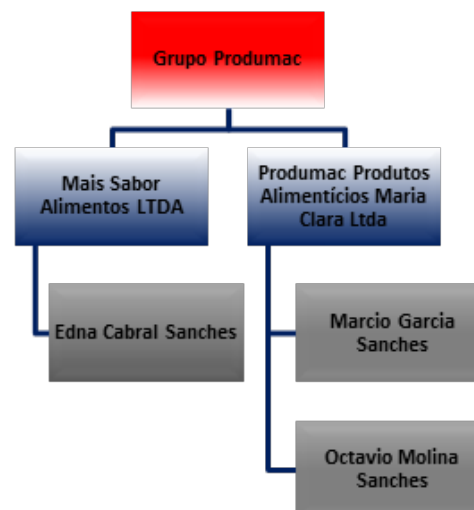 Grupo Produmac
Mais Sabor
Alimentos LTDA
Produmac Produtos
Alimentícios Maria
Clara Ltda
Edna Cabral Sanches
Marcio Garcia
Sanches
Octavio Molina
Sanches